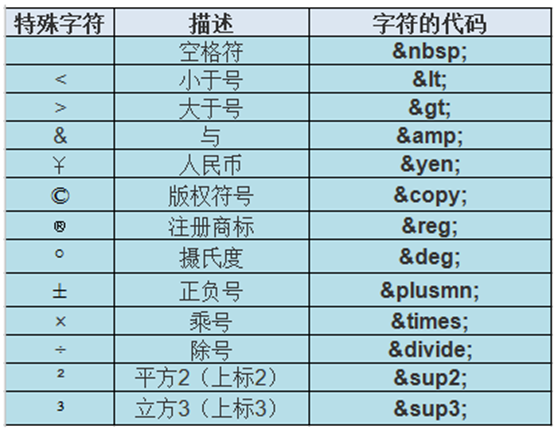 特殊字符 描述 字符的代码
空格符 &nbsp;
< 小于号 &lt;
> 大于号 &gt;
& 与 &amp;
¥ 人民币 &yen;
© 版权符号 &copy;
® 注册商标 &reg;
° 摄氏度 &deg;
± 正负号 &plusmn;
× 乘号 &times;
÷ 除号 &divide;
² 平方2（上标2） &sup2;
³ 立方3（上标3） &sup3;